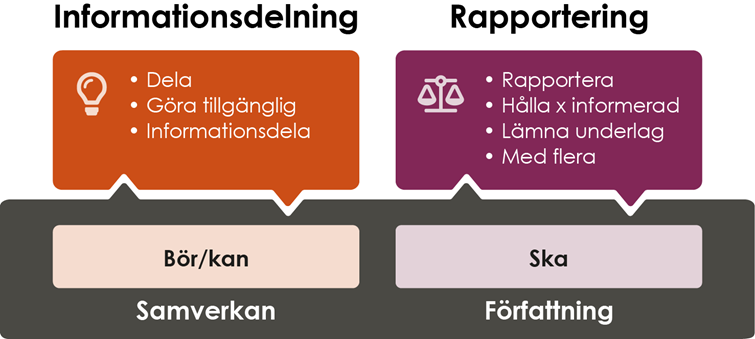 Informationsdelning
• Dela
• Göra tillgänglig
• Informationsdela
Bör/kan
Samverkan
Rapportering
• Rapportera
• Hålla x informerad
• Lämna underlag
• Med flera
Ska
Författning